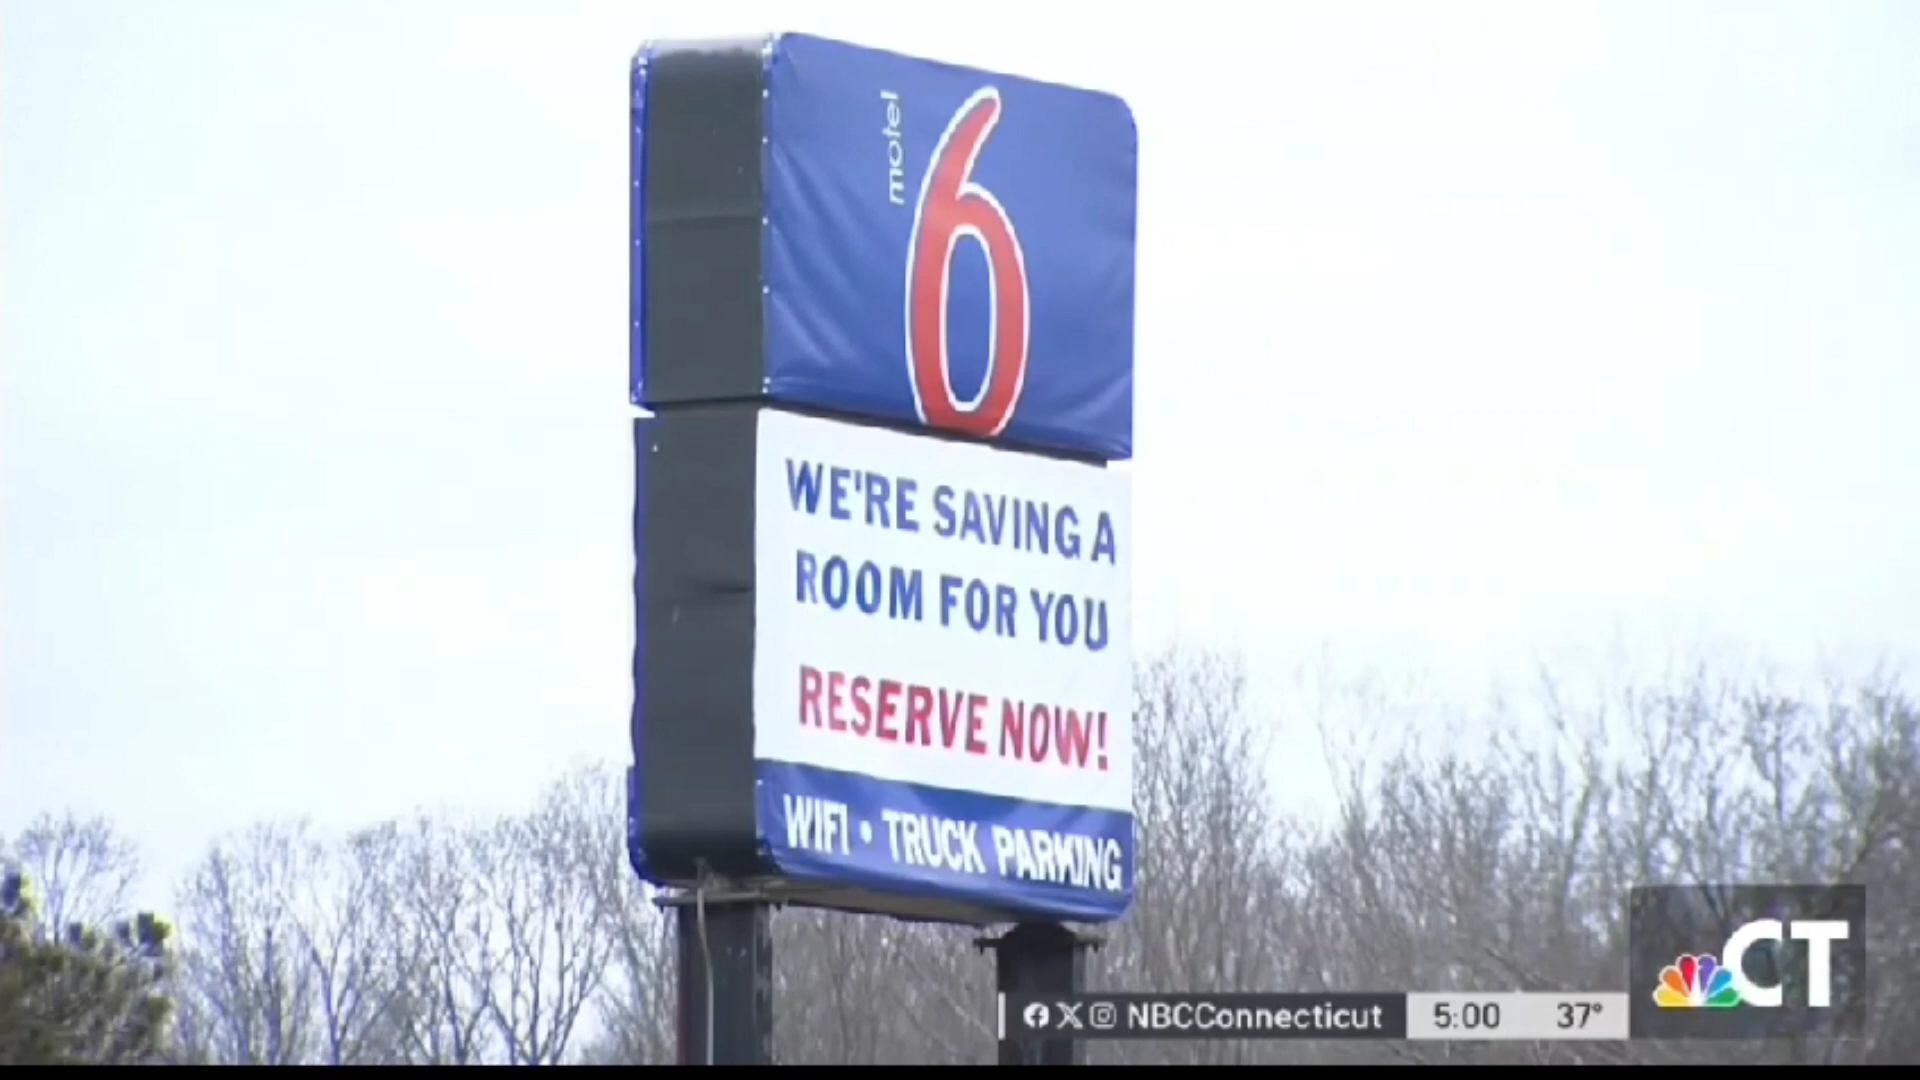 motel
6
WE'RE SAVING A
ROOM FOR YOU
RESERVE NOW!
WIFI • TRUCK PARKING
NBCConnecticut 5:00 37°
CT